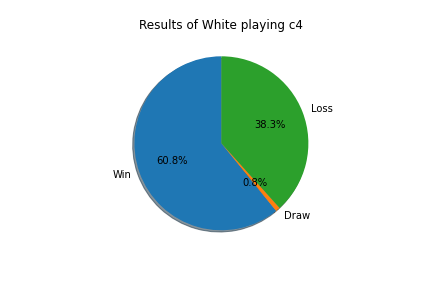 Results of White playing c4
Loss
38.3%
60.8%
Win
0.8%
Draw